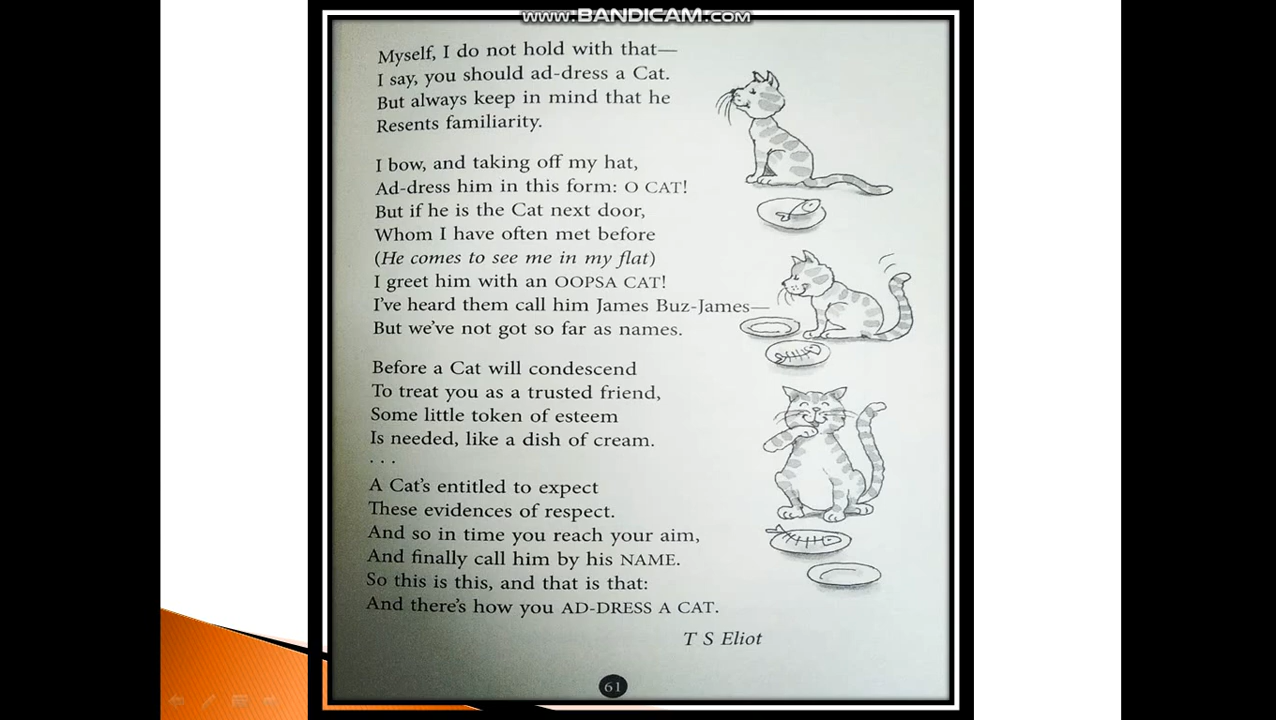 www.BANDICAM.com
Myself, I do not hold with that—
I say, you should ad-dress a Cat.
But always keep in mind that he
Resents familiarity.
I bow, and taking off my hat,
Ad-dress him in this form: O CAT!
But if he is the Cat next door,
Whom I have often met before
(He comes to see me in my flat)
I greet him with an OOPSA CAT!
I've heard them call him James Buz-James—
But we've not got so far as names.
Before a Cat will condescend
To treat you as a trusted friend,
Some little token of esteem
Is needed, like a dish of cream.
. . .
A Cat's entitled to expect
These evidences of respect.
And so in time you reach your aim,
And finally call him by his NAME.
So this is this, and that is that:
And there's how you AD-DRESS A CAT.
T S Eliot
61